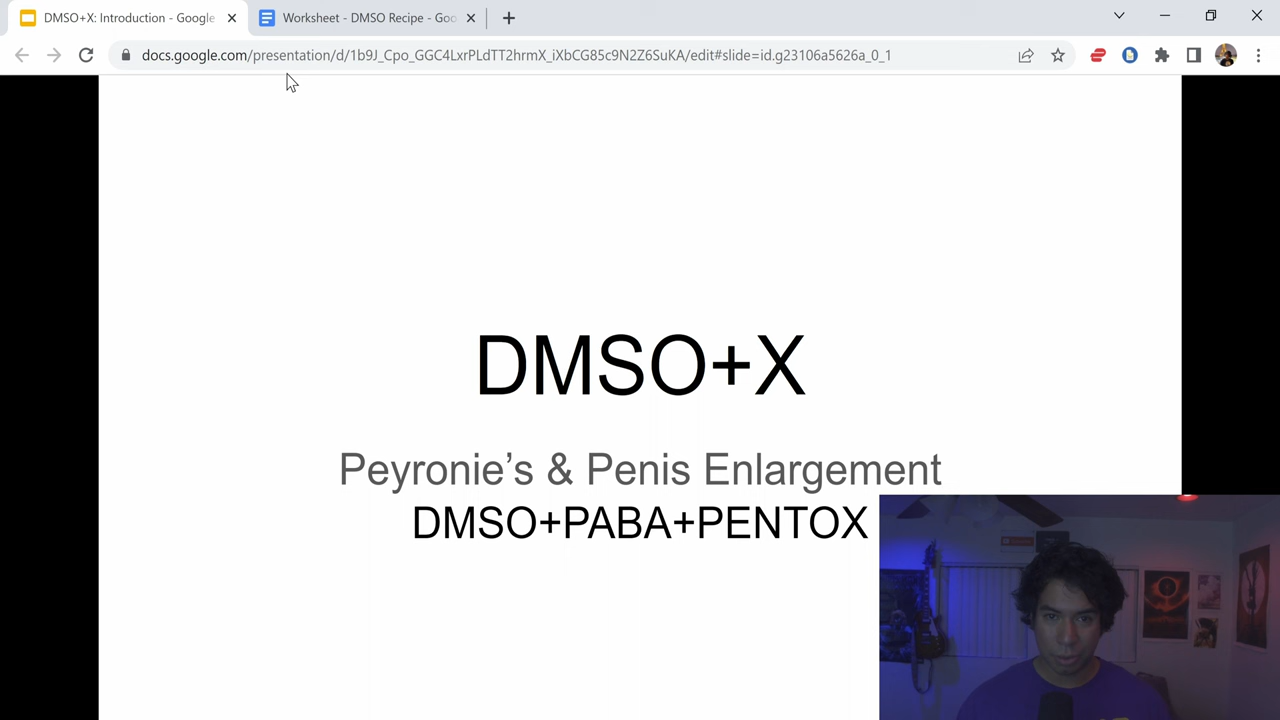 DMSO+X: Introduction - Google
Worksheet - DMSO Recipe - Goo
docs.google.com/presentation/d/1b9J_Cpo_GGC4LxrPLdTT2hrmX_iXbCG85c9N2Z6SuKA/edit#slide=id.g23106a5626a_0_1
DMSO+X
Peyronie’s & Penis Enlargement
DMSO+PABA+PENTOX